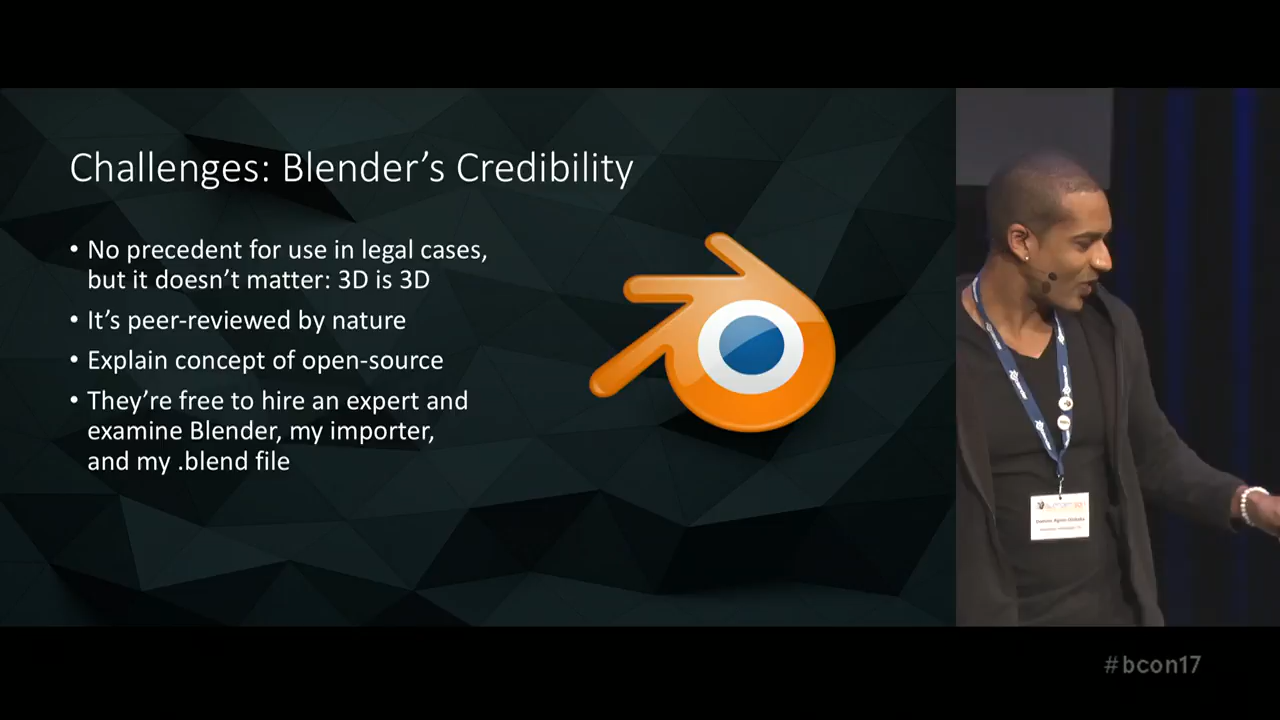 Challenges: Blender’s Credibility
• No precedent for use in legal cases,
but it doesn’t matter: 3D is 3D
• It’s peer-reviewed by nature
• Explain concept of open-source
• They’re free to hire an expert and
examine Blender, my importer,
and my .blend file
#bcon17